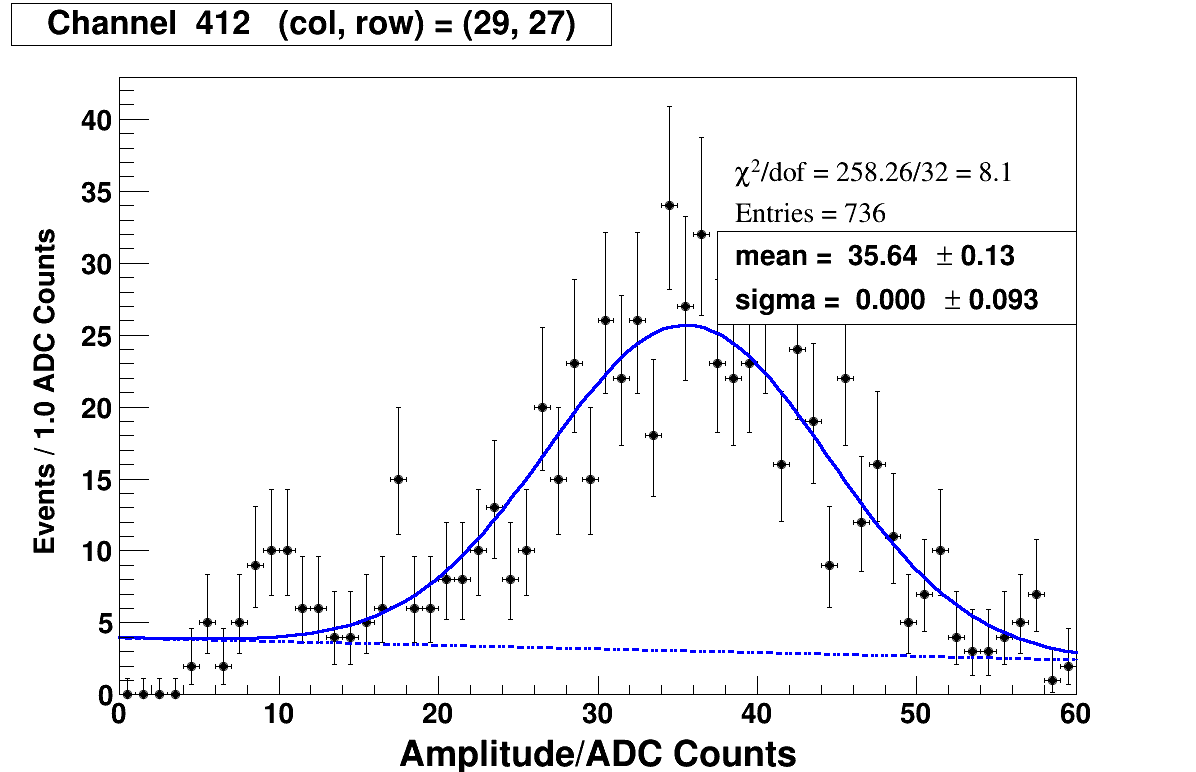 Channel 412 (col, row) = (29, 27)
40
35
30
25
20
15
10
5
0
Events / 1.0 ADC Counts
χ²/dof = 258.26/32 = 8.1
Entries = 736
mean = 35.64 ± 0.13
sigma = 0.000 ± 0.093
0 10 20 30 40 50 60
Amplitude/ADC Counts